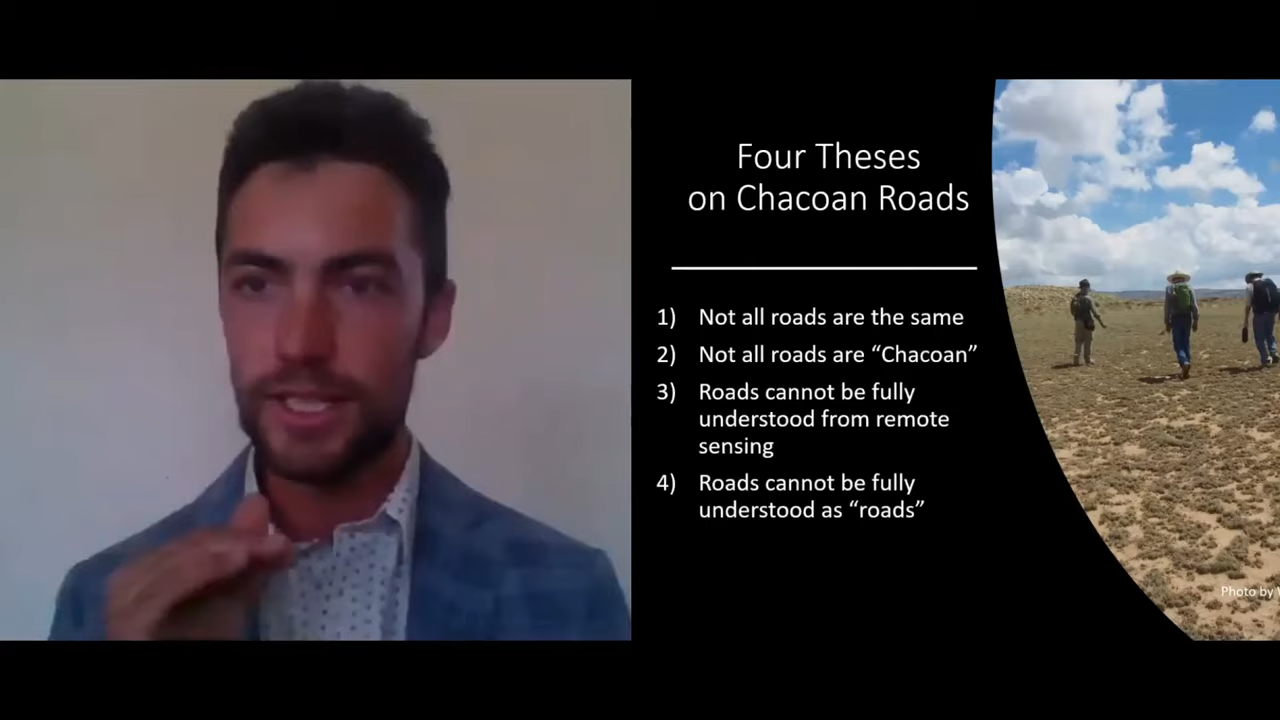 Four Theses
on Chacoan Roads
1) Not all roads are the same
2) Not all roads are “Chacoan”
3) Roads cannot be fully
understood from remote
sensing
4) Roads cannot be fully
understood as “roads”
Photo by